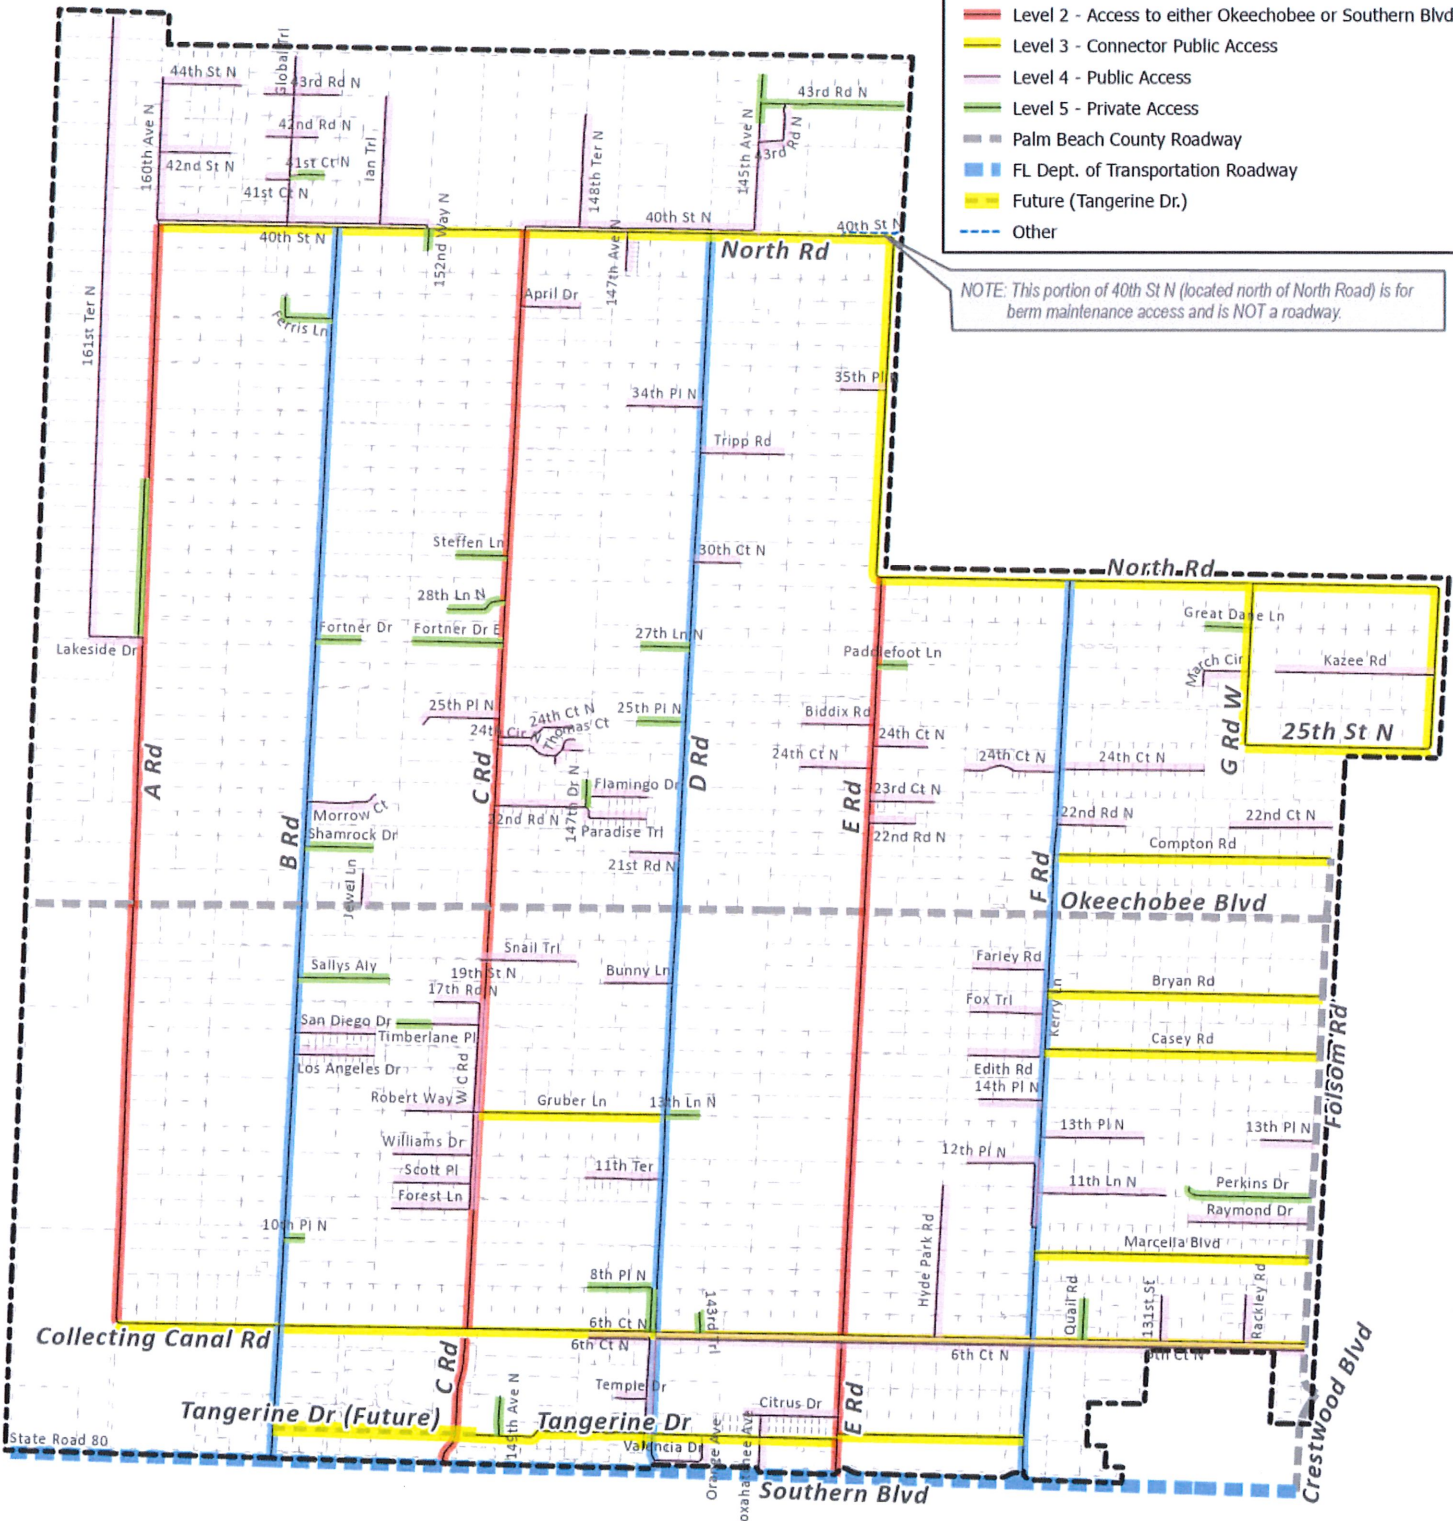 Level 2 - Access to either Okeechobee or Southern Blvd
Level 3 - Connector Public Access
Level 4 - Public Access
Level 5 - Private Access
Palm Beach County Roadway
FL Dept. of Transportation Roadway
Future (Tangerine Dr.)
Other
NOTE: This portion of 40th St N (located north of North Road) is for
berm maintenance access and is NOT a roadway.
44th St N
Global Trl
43rd Rd N
43rd Rd N
160th Ave N
42nd Rd N
Ian Trl
148th Ter N
145th Ave N
43rd Rd N
42nd St N
41st Ct N
41st Ct N
40th St N
40th St N
40th St N
152nd Way N
147th Ave N
North Rd
161st Ter N
April Dr
Ferris Ln
35th Pl N
34th Pl N
Tripp Rd
Steffen Ln
30th Ct N
North Rd
28th Ln N
Great Dane Ln
Fortner Dr
Fortner Dr E
27th Ln N
Lakeside Dr
Paddlefoot Ln
March Cir
Kazee Rd
25th Pl N
25th Pl N
24th Ct N
Biddix Rd
24th Cir N
Thomas Ct
24th Ct N
G Rd W
25th St N
A Rd
C Rd
D Rd
24th Ct N
24th Ct N
24th Ct N
147th Dr N
Flamingo Dr
23rd Ct N
E Rd
Morrow Ct
22nd Rd N
Paradise Trl
22nd Rd N
22nd Rd N
22nd Ct N
B Rd
Shamrock Dr
Compton Rd
21st Rd N
Jewel Ln
F Rd
Okeechobee Blvd
Snail Trl
Farley Rd
Sallys Aly
19th St N
Bunny Ln
Bryan Rd
17th Rd N
Fox Trl
Kerry Ln
San Diego Dr
Timberlane Pl
Casey Rd
Folsom Rd
Los Angeles Dr
W C Rd
Edith Rd
14th Pl N
Robert Way
Gruber Ln
13th Ln N
13th Pl N
13th Pl N
Williams Dr
12th Pl N
Scott Pl
11th Ter
11th Ln N
Perkins Dr
Forest Ln
Raymond Dr
10th Pl N
Hyde Park Rd
Marcella Blvd
8th Pl N
Quail Rd
131st St
Rackley Rd
143rd Trl
6th Ct N
Collecting Canal Rd
6th Ct N
6th Ct N
6th Ct N
C Rd
Temple Dr
Crestwood Blvd
149th Ave N
Citrus Dr
E Rd
Tangerine Dr (Future)
Tangerine Dr
State Road 80
Valencia Dr
Orange Ave
oxahatchee Ave
Southern Blvd